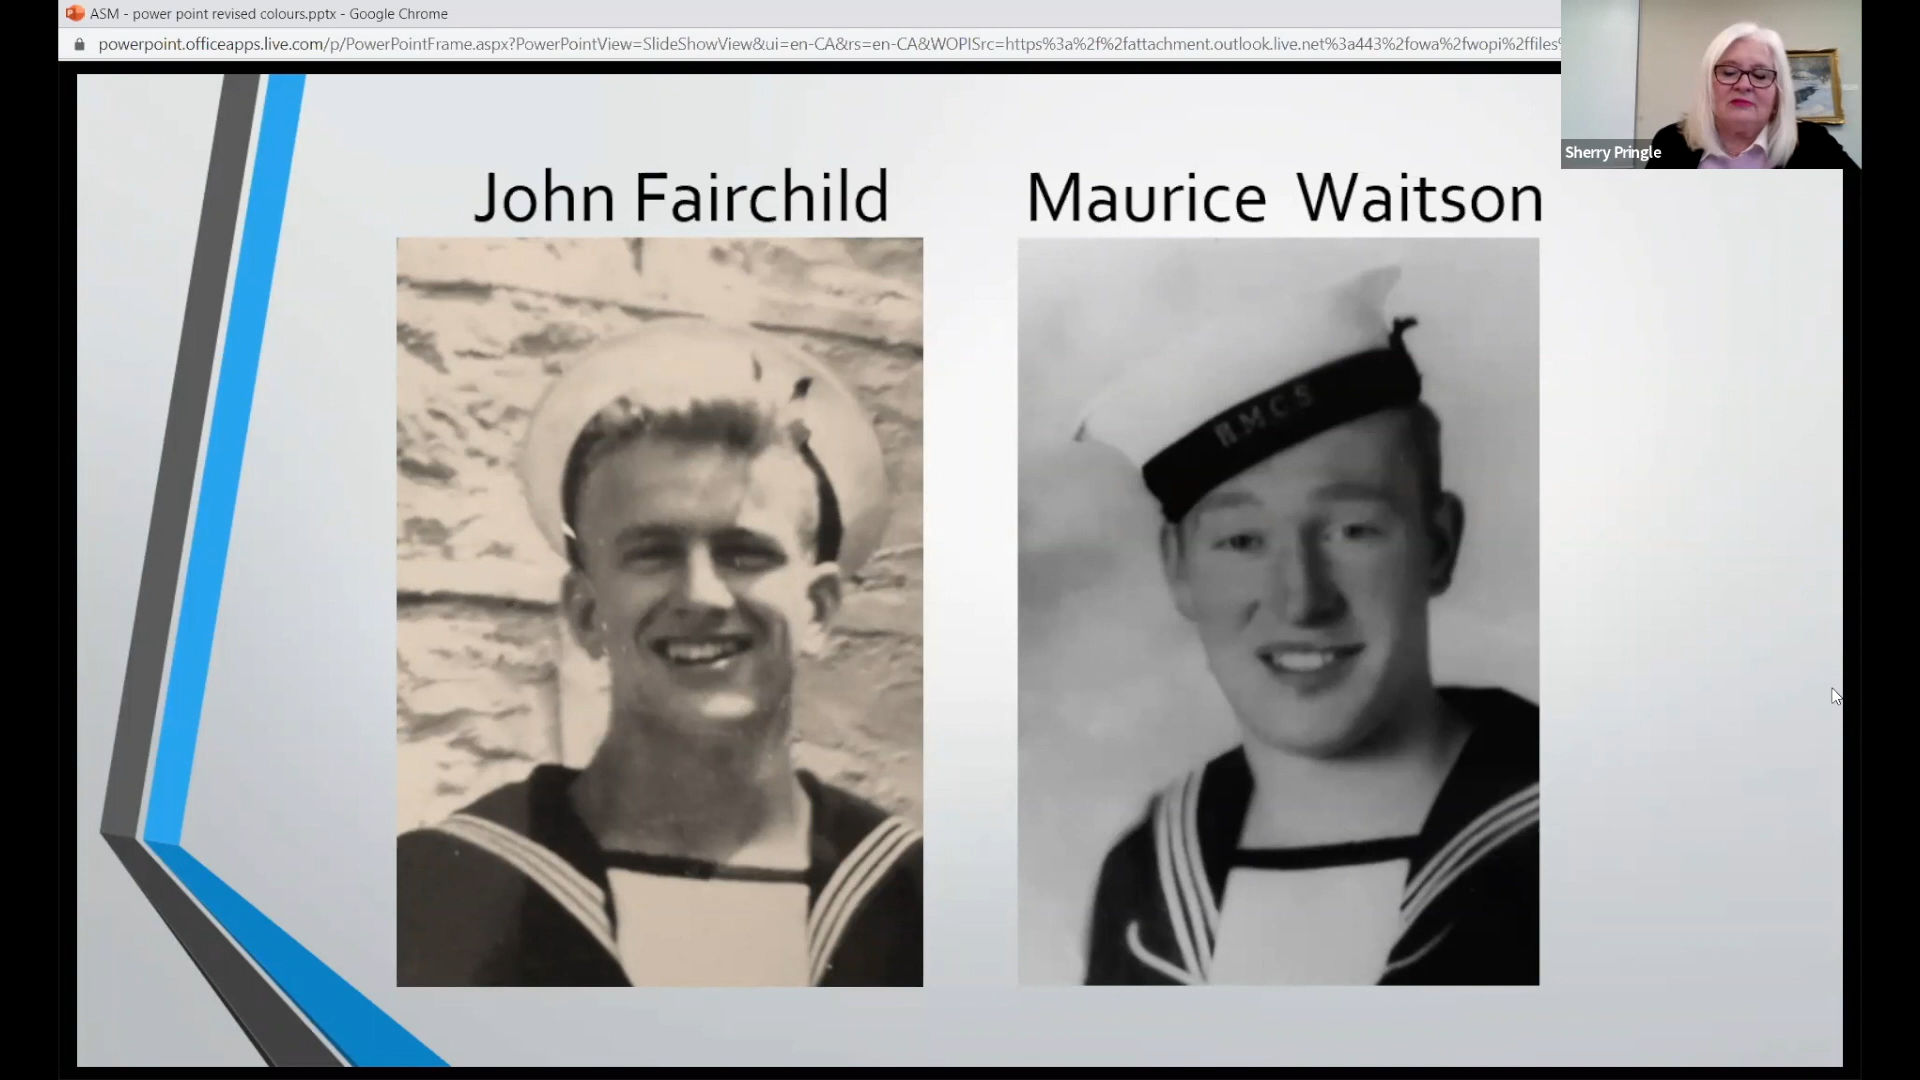 ASM - power point revised colours.pptx - Google Chrome
powerpoint.officeapps.live.com/p/PowerPointFrame.aspx?PowerPointView=SlideShowView&ui=en-CA&rs=en-CA&WOPISrc=https%3a%2f%2fattachment.outlook.live.net%3a443%2fowa%2fwopi%2ffiles%
Sherry Pringle
John Fairchild Maurice Waitson
H.M.C.S